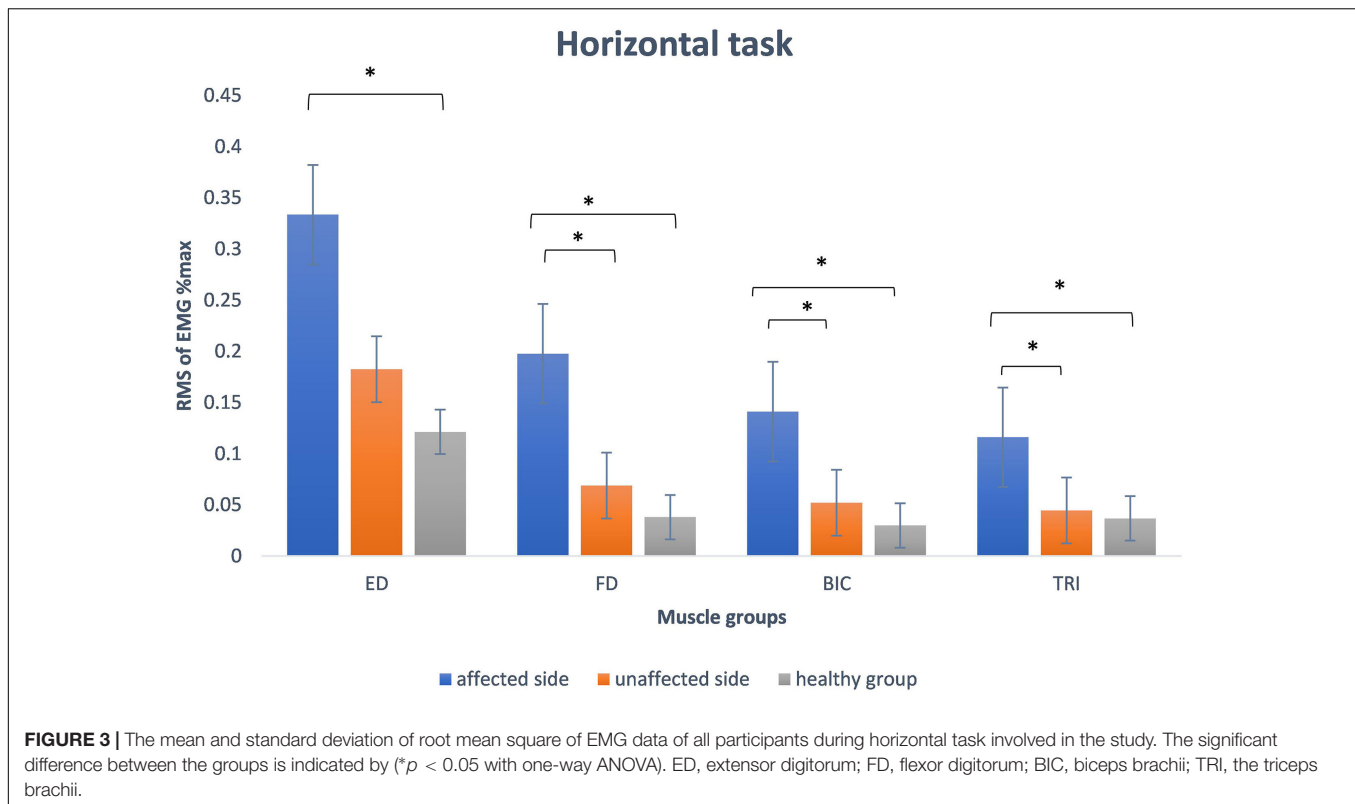 Horizontal task
*
0.45
0.4
0.35
0.3
0.25
0.2
0.15
0.1
0.05
0
RMS of EMG %max
*
*
*
*
*
*
ED FD BIC TRI
Muscle groups
affected side unaffected side healthy group
FIGURE 3 | The mean and standard deviation of root mean square of EMG data of all participants during horizontal task involved in the study. The significant
difference between the groups is indicated by (*p < 0.05 with one-way ANOVA). ED, extensor digitorum; FD, flexor digitorum; BIC, biceps brachii; TRI, the triceps
brachii.